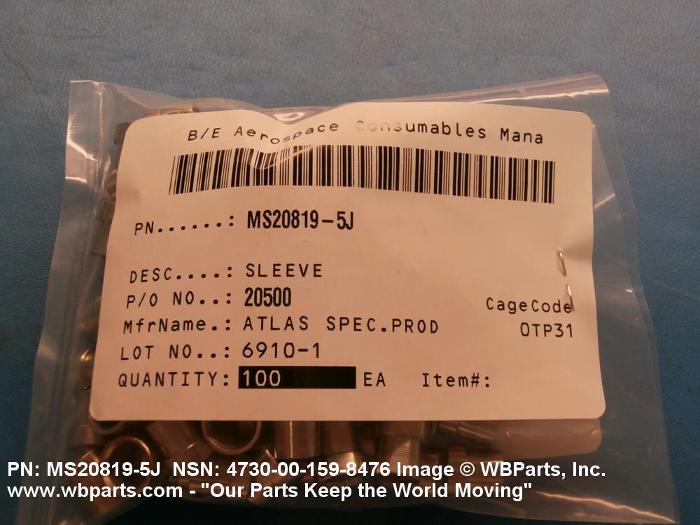 B/E Aerospace Consumables Mana
PN......: MS20819-5J
DESC....: SLEEVE
P/O NO..: 20500
CageCode
MfrName.: ATLAS SPEC.PROD
OTP31
LOT NO..: 6910-1
QUANTITY: 100 EA Item#:
PN: MS20819-5J NSN: 4730-00-159-8476 Image © WBParts, Inc.
www.wbparts.com - "Our Parts Keep the World Moving"